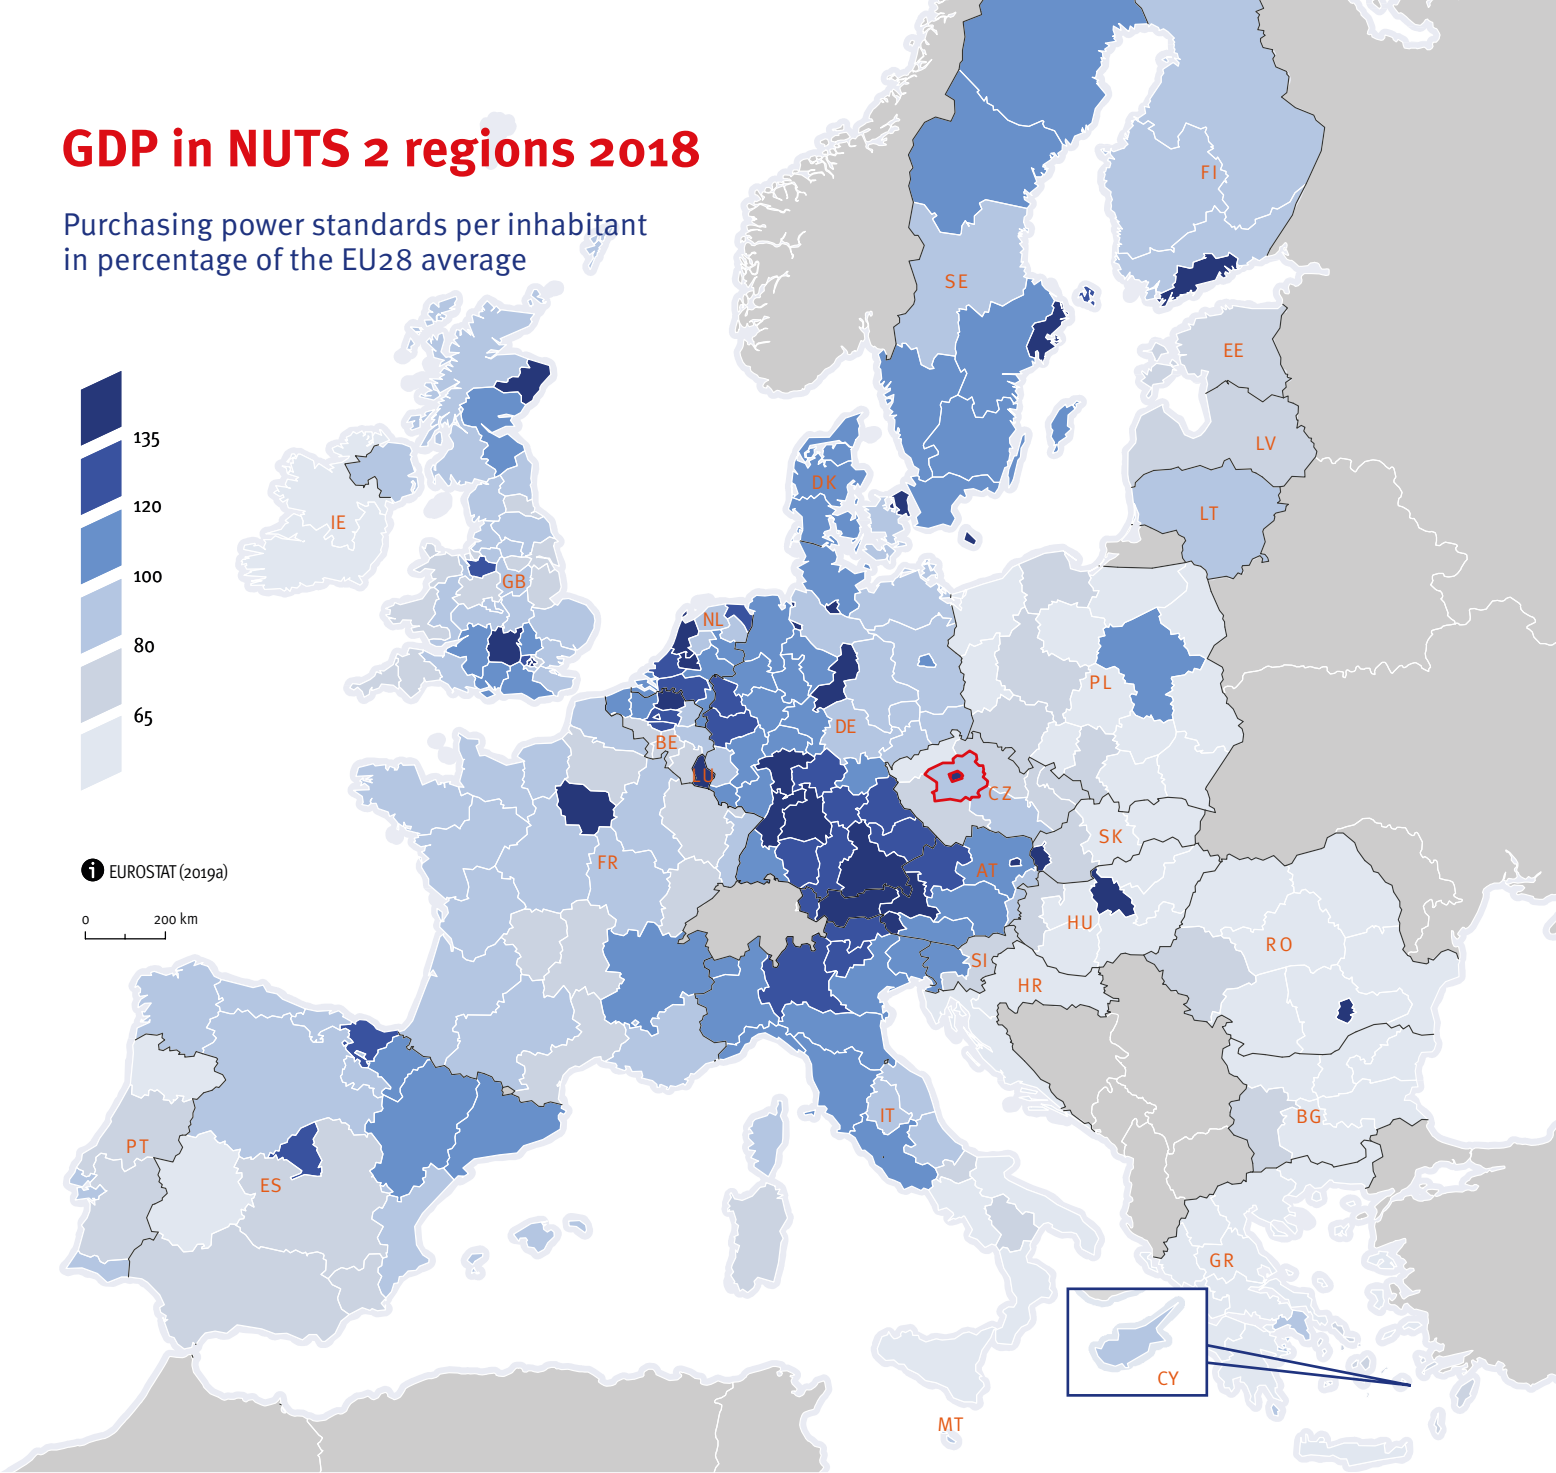 GDP in NUTS 2 regions 2018
Purchasing power standards per inhabitant
in percentage of the EU28 average
135
120
100
80
65
i EUROSTAT (2019a)
0 200 km
FI
SE
EE
LV
LT
DK
IE
GB
NL
PL
DE
BE
LU
CZ
SK
FR
AT
HU
RO
SI
HR
IT
BG
PT
ES
GR
CY
MT